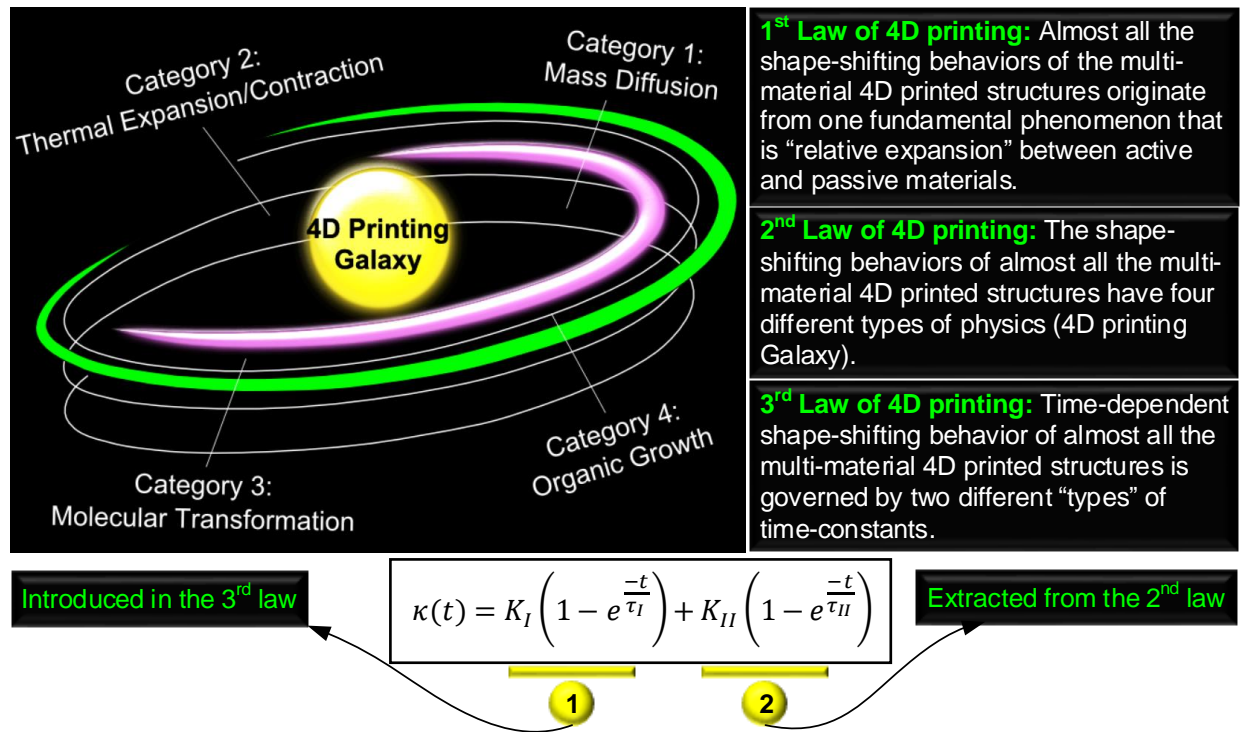 Category 2:
Thermal Expansion/Contraction
Category 1:
Mass Diffusion
4D Printing
Galaxy
Category 3:
Molecular Transformation
Category 4:
Organic Growth
1st Law of 4D printing: Almost all the
shape-shifting behaviors of the multi-
material 4D printed structures originate
from one fundamental phenomenon that
is “relative expansion” between active
and passive materials.
2nd Law of 4D printing: The shape-
shifting behaviors of almost all the multi-
material 4D printed structures have four
different types of physics (4D printing
Galaxy).
3rd Law of 4D printing: Time-dependent
shape-shifting behavior of almost all the
multi-material 4D printed structures is
governed by two different “types” of
time-constants.
Introduced in the 3rd law
κ(t) = K_I (1 − e^(−t/τ_I)) + K_II (1 − e^(−t/τ_II))
Extracted from the 2nd law
1
2